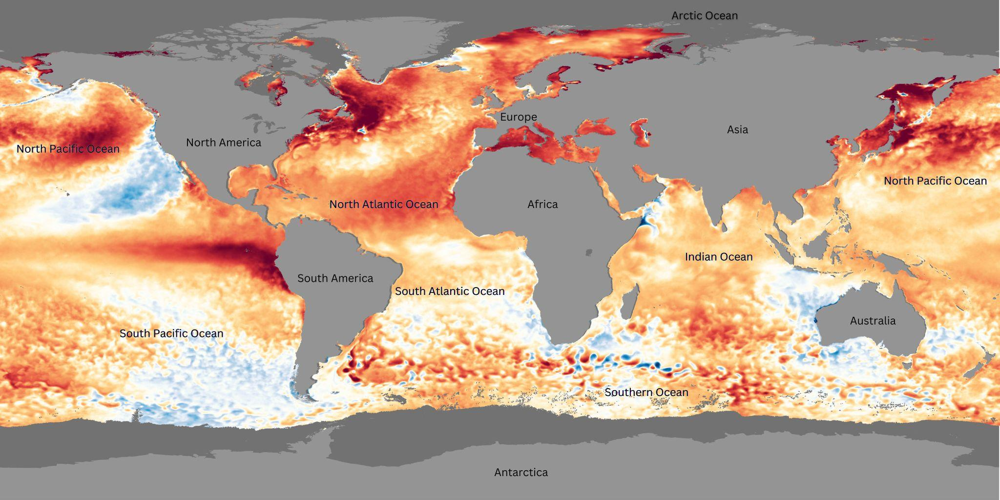 Arctic Ocean
Europe
Asia
North America
North Pacific Ocean
North Pacific Ocean
North Atlantic Ocean
Africa
Indian Ocean
South America
South Atlantic Ocean
Australia
South Pacific Ocean
Southern Ocean
Antarctica